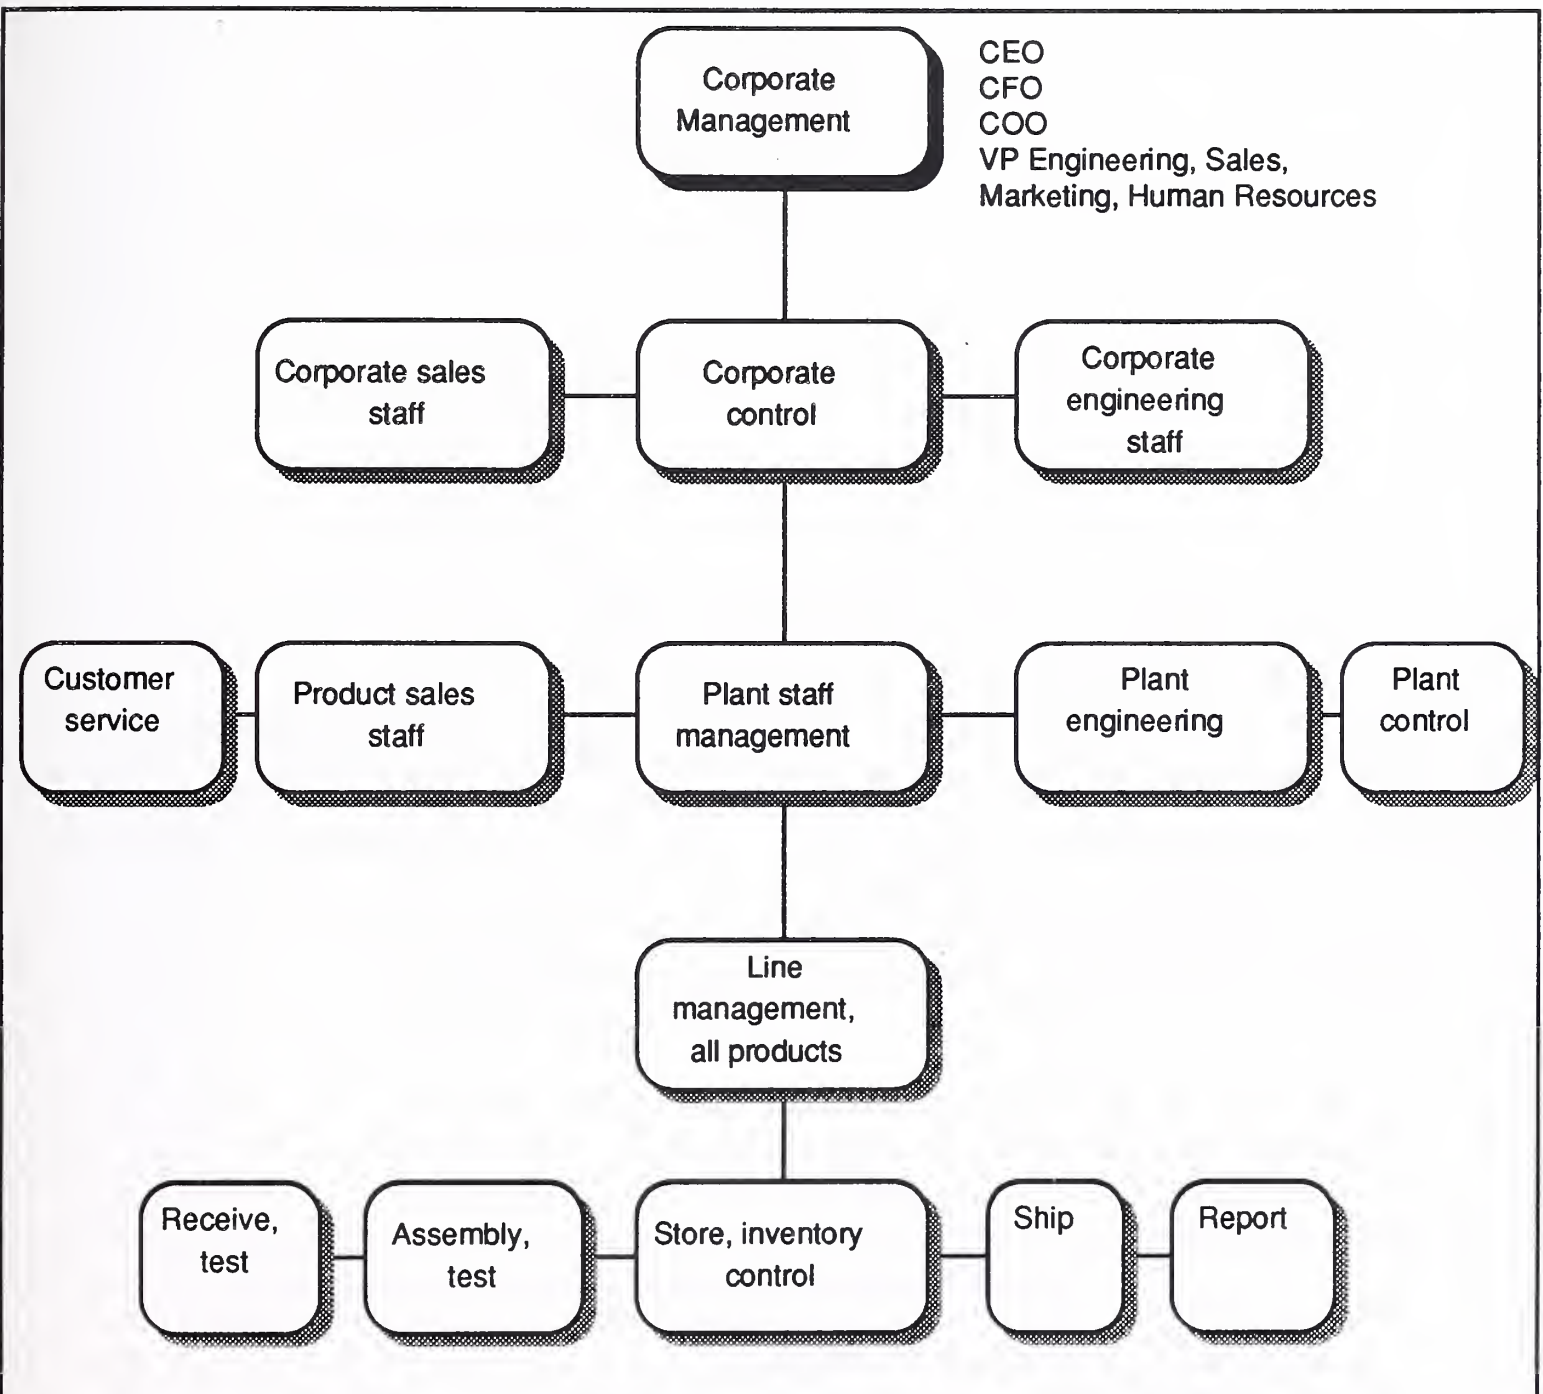 Corporate
Management
CEO
CFO
COO
VP Engineering, Sales,
Marketing, Human Resources
Corporate sales
staff
Corporate
control
Corporate
engineering
staff
Customer
service
Product sales
staff
Plant staff
management
Plant
engineering
Plant
control
Line
management,
all products
Receive,
test
Assembly,
test
Store, inventory
control
Ship
Report